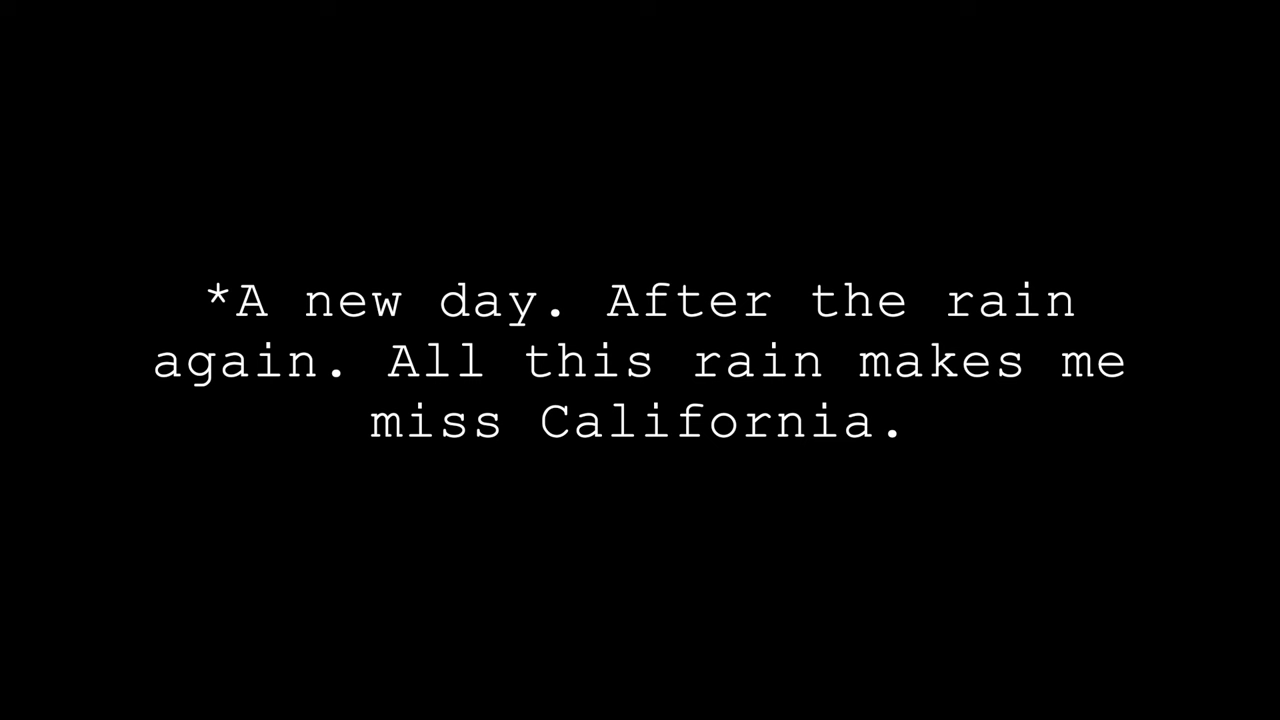 *A new day. After the rain
again. All this rain makes me
miss California.